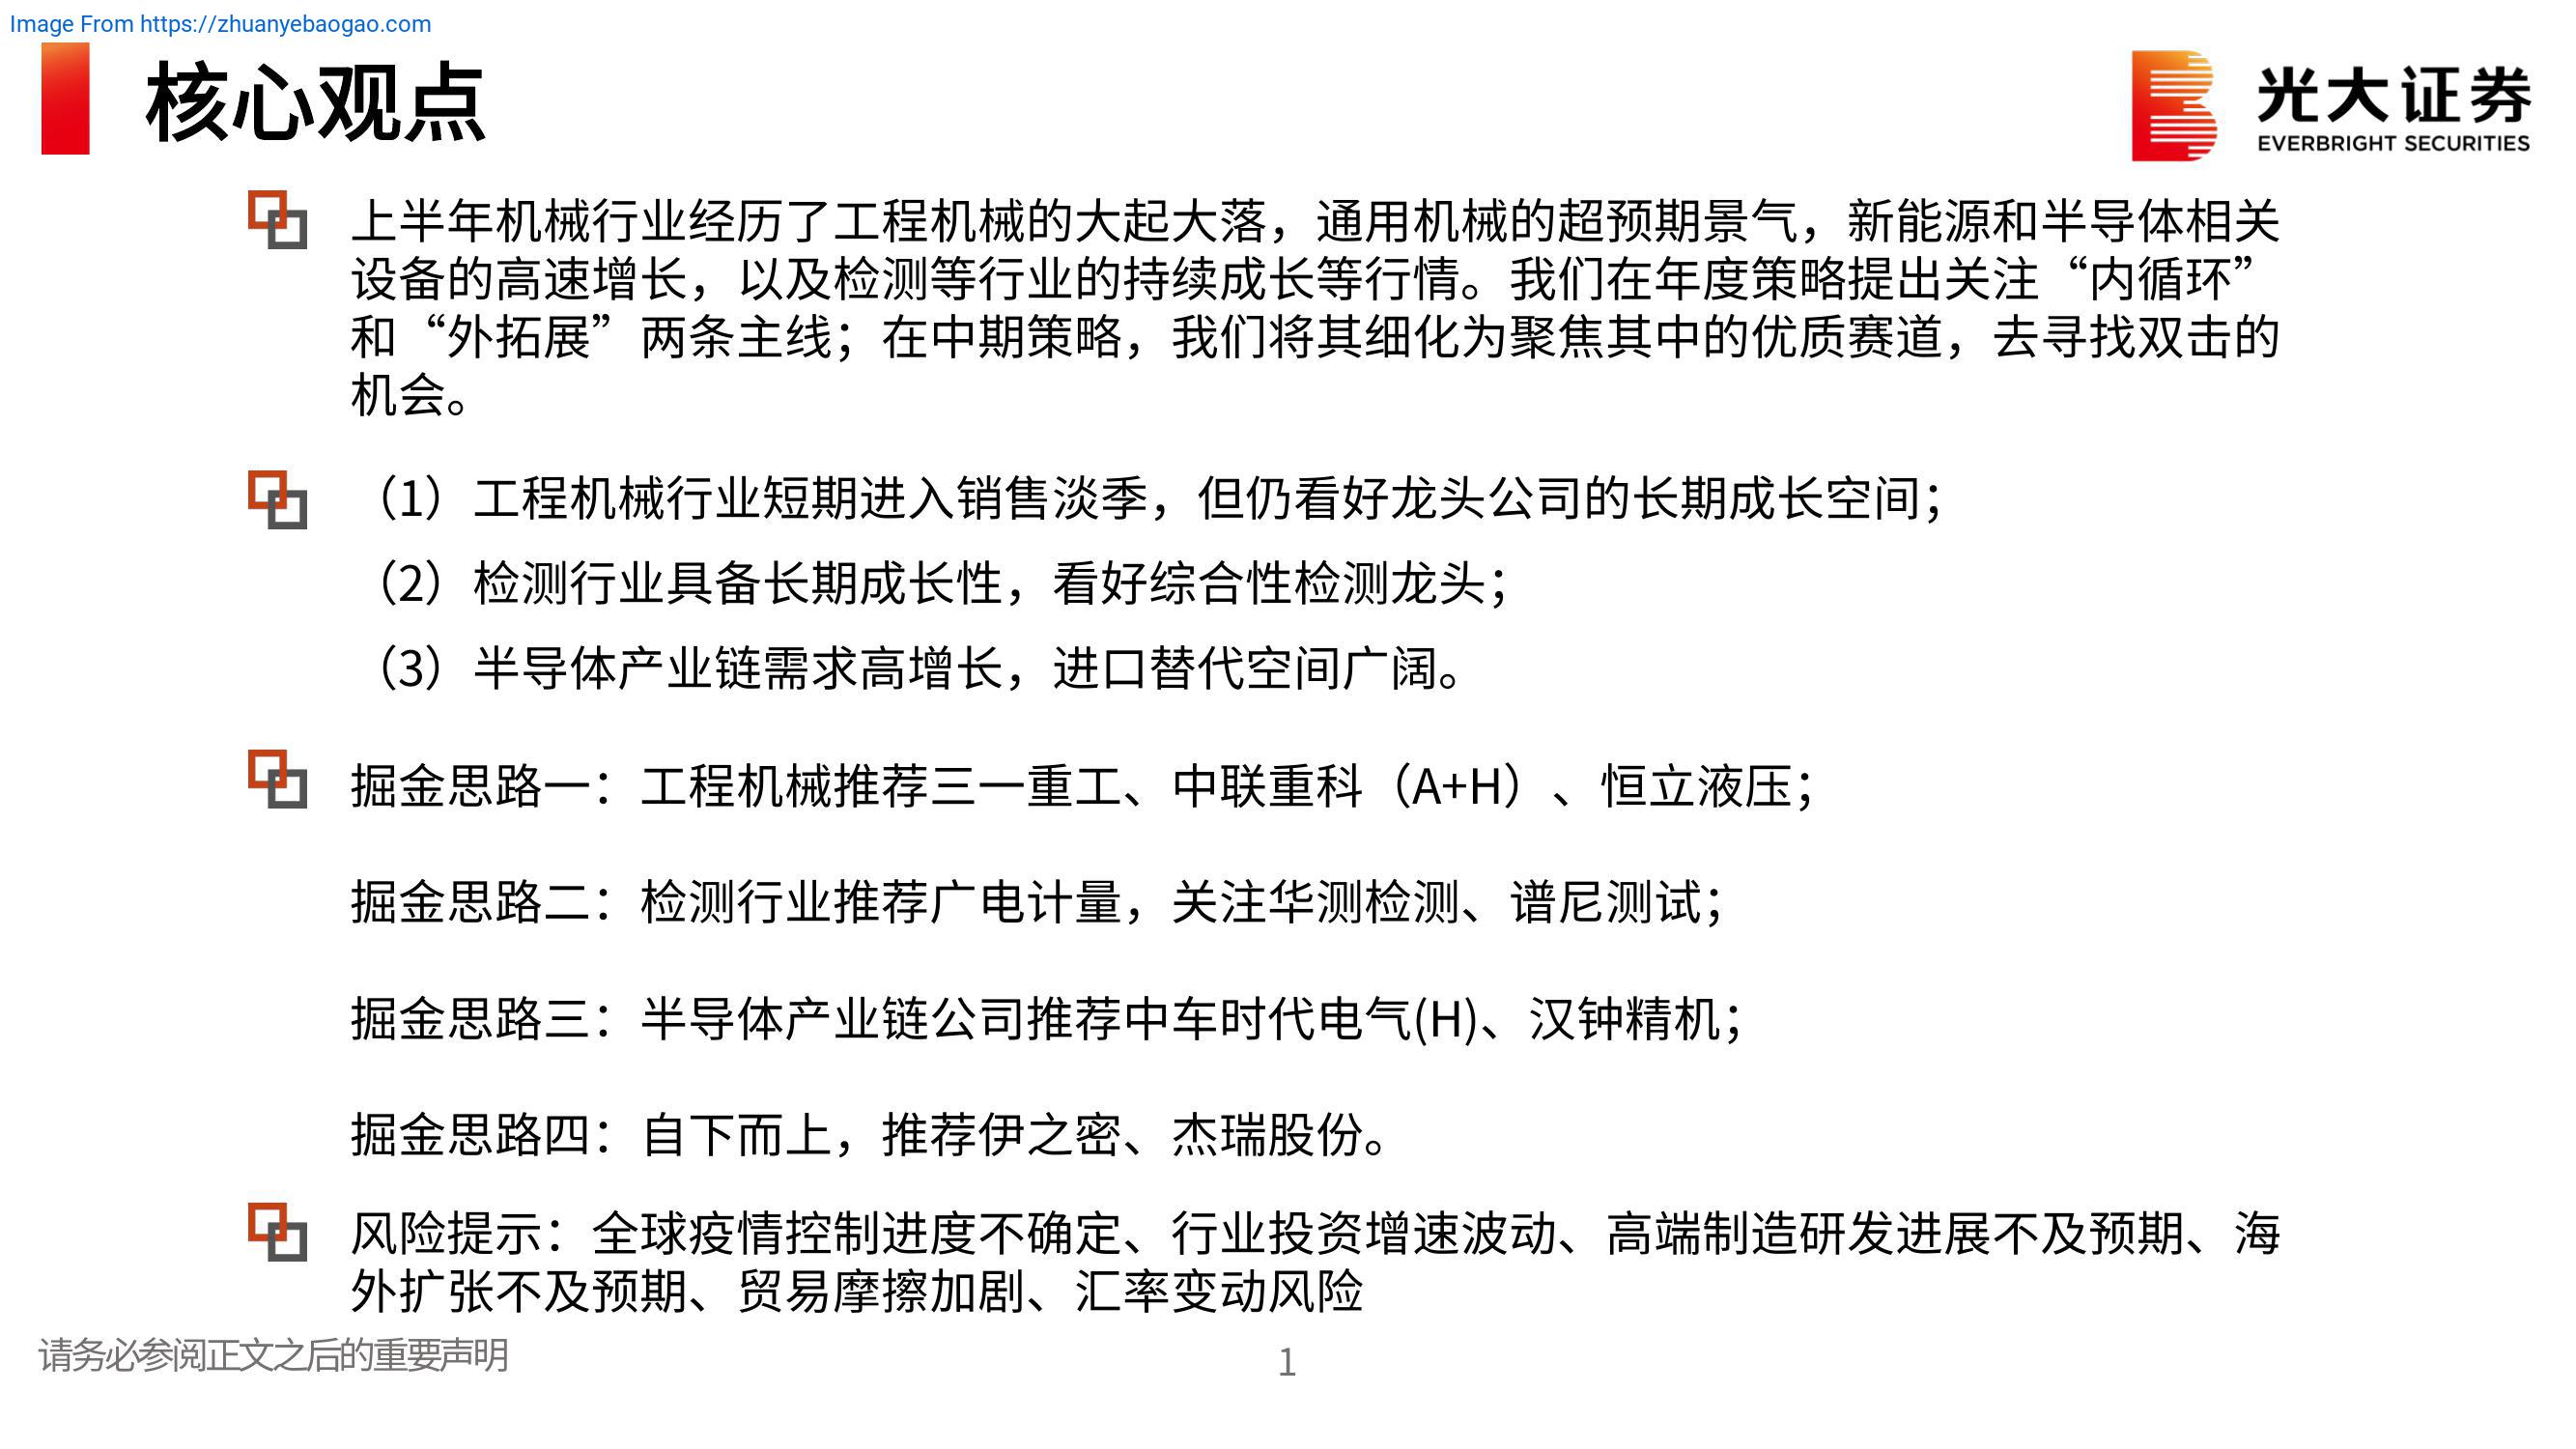 Image From https://zhuanyebaogao.com
核心观点
光大证券
EVERBRIGHT SECURITIES
上半年机械行业经历了工程机械的大起大落，通用机械的超预期景气，新能源和半导体相关
设备的高速增长，以及检测等行业的持续成长等行情。我们在年度策略提出关注“内循环”
和“外拓展”两条主线；在中期策略，我们将其细化为聚焦其中的优质赛道，去寻找双击的
机会。
（1）工程机械行业短期进入销售淡季，但仍看好龙头公司的长期成长空间；
（2）检测行业具备长期成长性，看好综合性检测龙头；
（3）半导体产业链需求高增长，进口替代空间广阔。
掘金思路一：工程机械推荐三一重工、中联重科（A+H）、恒立液压；
掘金思路二：检测行业推荐广电计量，关注华测检测、谱尼测试；
掘金思路三：半导体产业链公司推荐中车时代电气(H)、汉钟精机；
掘金思路四：自下而上，推荐伊之密、杰瑞股份。
风险提示：全球疫情控制进度不确定、行业投资增速波动、高端制造研发进展不及预期、海
外扩张不及预期、贸易摩擦加剧、汇率变动风险
请务必参阅正文之后的重要声明
1